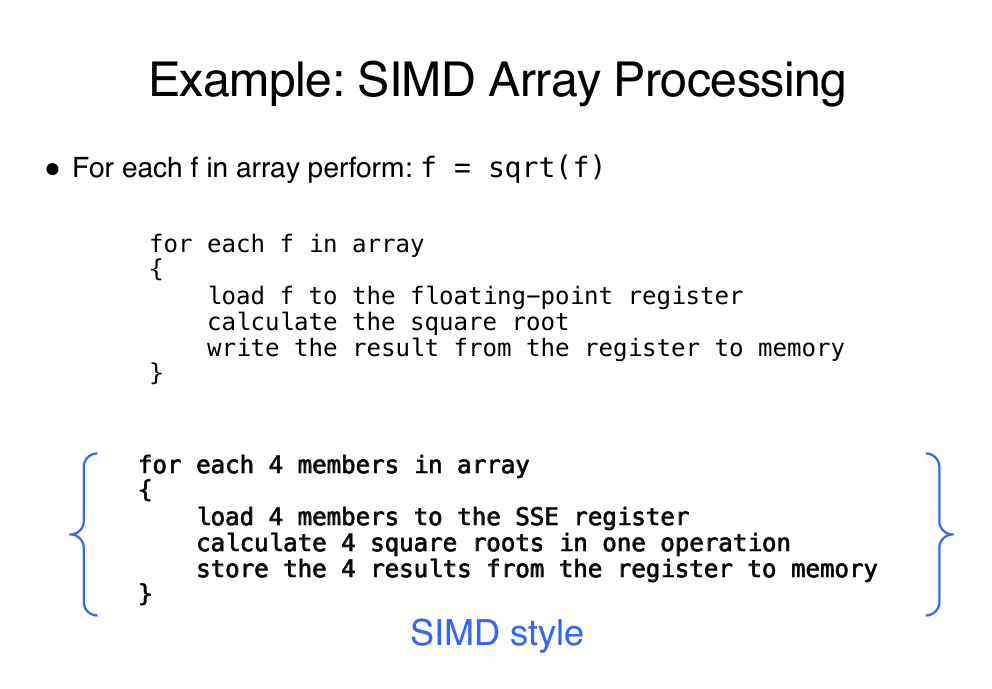 Example: SIMD Array Processing
● For each f in array perform: f = sqrt(f)
for each f in array
{
    load f to the floating–point register
    calculate the square root
    write the result from the register to memory
}
for each 4 members in array
{
    load 4 members to the SSE register
    calculate 4 square roots in one operation
    store the 4 results from the register to memory
}
SIMD style